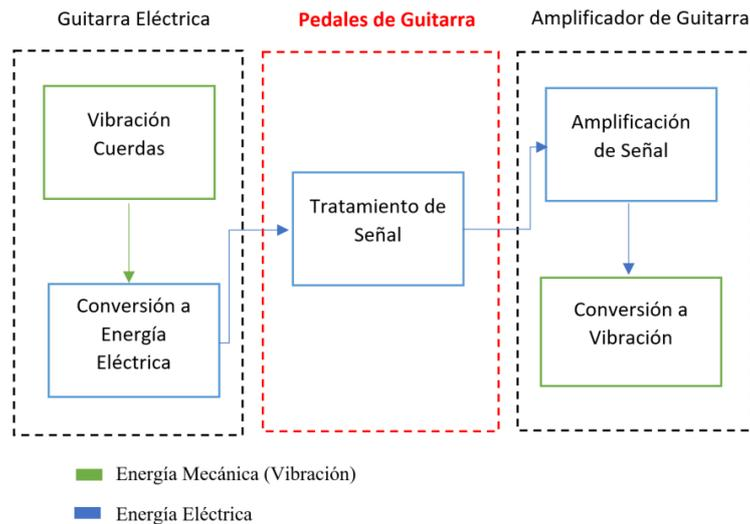 Guitarra Eléctrica
Pedales de Guitarra
Amplificador de Guitarra
Vibración
Cuerdas
Conversión a
Energía
Eléctrica
Tratamiento de
Señal
Amplificación
de Señal
Conversión a
Vibración
Energía Mecánica (Vibración)
Energía Eléctrica